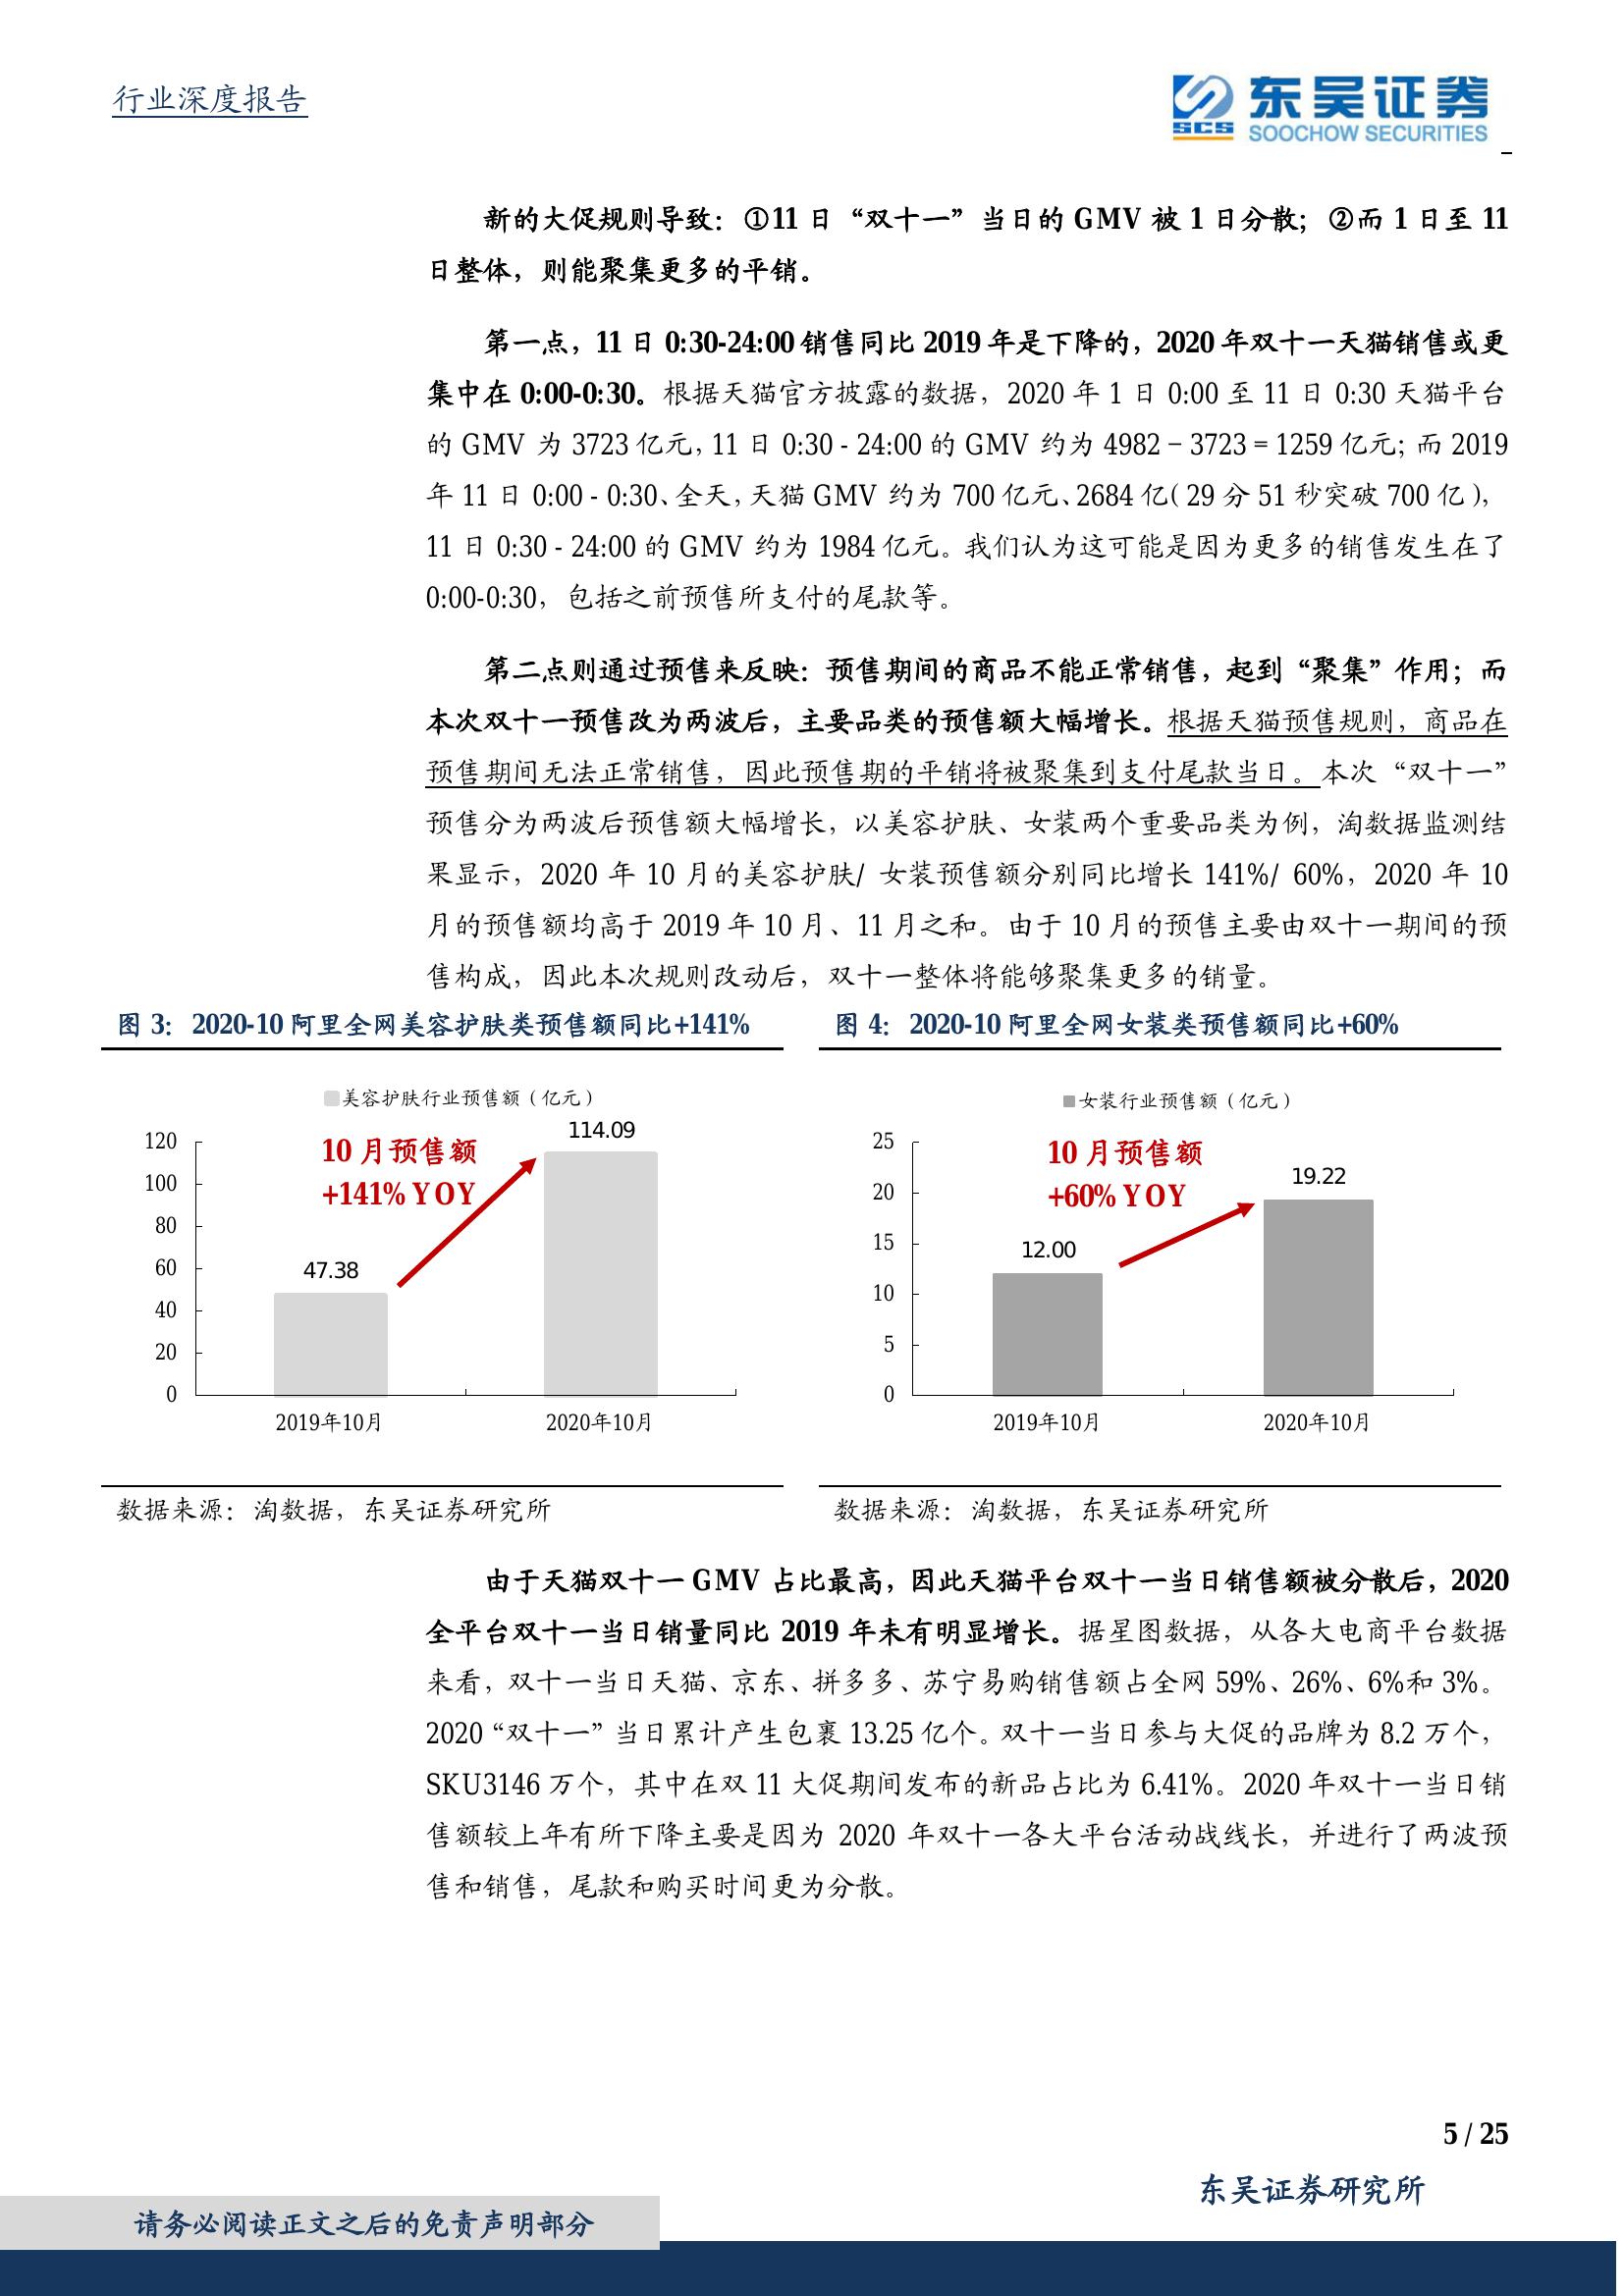 行业深度报告
SCS
东吴证券
SOOCHOW SECURITIES
新的大促规则导致：①11 日“双十一”当日的 GMV 被 1 日分散；②而 1 日至 11
日整体，则能聚集更多的平销。
第一点，11 日 0:30-24:00 销售同比 2019 年是下降的，2020 年双十一天猫销售或更
集中在 0:00-0:30。根据天猫官方披露的数据，2020 年 1 日 0:00 至 11 日 0:30 天猫平台
的 GMV 为 3723 亿元，11 日 0:30 - 24:00 的 GMV 约为 4982 – 3723 = 1259 亿元；而 2019
年 11 日 0:00 - 0:30、全天，天猫 GMV 约为 700 亿元、2684 亿（29 分 51 秒突破 700 亿），
11 日 0:30 - 24:00 的 GMV 约为 1984 亿元。我们认为这可能是因为更多的销售发生在了
0:00-0:30，包括之前预售所支付的尾款等。
第二点则通过预售来反映：预售期间的商品不能正常销售，起到“聚集”作用；而
本次双十一预售改为两波后，主要品类的预售额大幅增长。根据天猫预售规则，商品在
预售期间无法正常销售，因此预售期的平销将被聚集到支付尾款当日。本次“双十一”
预售分为两波后预售额大幅增长，以美容护肤、女装两个重要品类为例，淘数据监测结
果显示，2020 年 10 月的美容护肤/ 女装预售额分别同比增长 141%/ 60%，2020 年 10
月的预售额均高于 2019 年 10 月、11 月之和。由于 10 月的预售主要由双十一期间的预
售构成，因此本次规则改动后，双十一整体将能够聚集更多的销量。
图 3：2020-10 阿里全网美容护肤类预售额同比+141%
美容护肤行业预售额（亿元）
10 月预售额
+141% YOY
120
100
80
60
40
20
0
47.38
114.09
2019年10月
2020年10月
数据来源：淘数据，东吴证券研究所
图 4：2020-10 阿里全网女装类预售额同比+60%
女装行业预售额（亿元）
10 月预售额
+60% YOY
25
20
15
10
5
0
12.00
19.22
2019年10月
2020年10月
数据来源：淘数据，东吴证券研究所
由于天猫双十一 GMV 占比最高，因此天猫平台双十一当日销售额被分散后，2020
全平台双十一当日销量同比 2019 年未有明显增长。据星图数据，从各大电商平台数据
来看，双十一当日天猫、京东、拼多多、苏宁易购销售额占全网 59%、26%、6%和 3%。
2020 “双十一”当日累计产生包裹 13.25 亿个。双十一当日参与大促的品牌为 8.2 万个，
SKU3146 万个，其中在双 11 大促期间发布的新品占比为 6.41%。2020 年双十一当日销
售额较上年有所下降主要是因为 2020 年双十一各大平台活动战线长，并进行了两波预
售和销售，尾款和购买时间更为分散。
5 / 25
东吴证券研究所
请务必阅读正文之后的免责声明部分